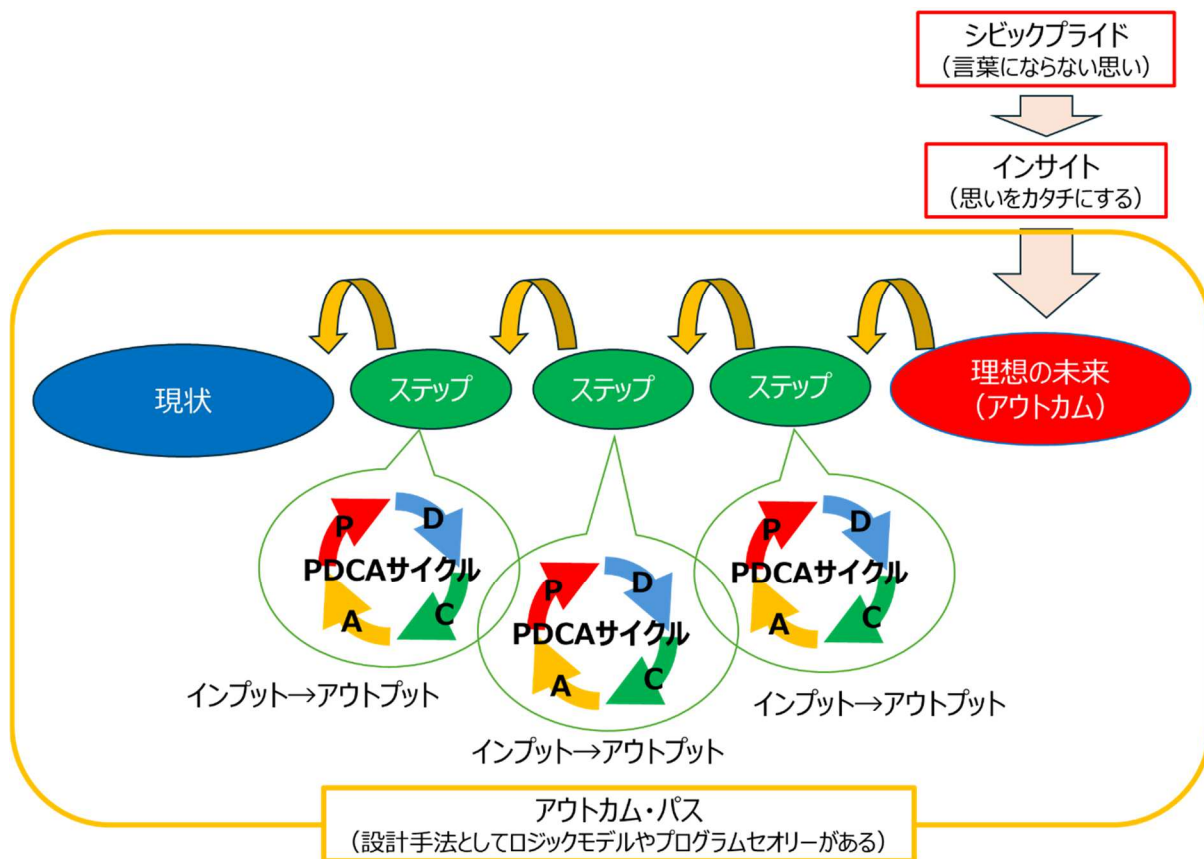 シビックプライド
（言葉にならない思い）
インサイト
（思いをカタチにする）
現状
ステップ
ステップ
ステップ
理想の未来
（アウトカム）
P
D
PDCAサイクル
A
C
インプット→アウトプット
P
D
PDCAサイクル
A
C
インプット→アウトプット
P
D
PDCAサイクル
A
C
インプット→アウトプット
アウトカム・パス
（設計手法としてロジックモデルやプログラムセオリーがある）